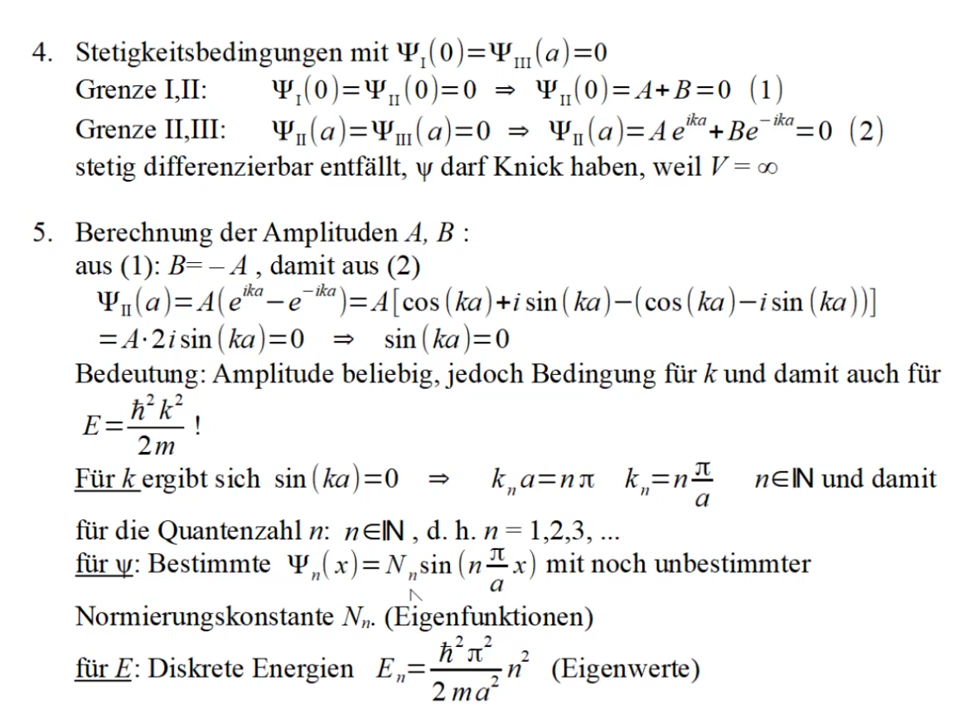 4. Stetigkeitsbedingungen mit Ψ_I(0)=Ψ_III(a)=0
Grenze I,II: Ψ_I(0)=Ψ_II(0)=0 ⇒ Ψ_II(0)=A+B=0 (1)
Grenze II,III: Ψ_II(a)=Ψ_III(a)=0 ⇒ Ψ_II(a)=A e^{ika}+Be^{−ika}=0 (2)
stetig differenzierbar entfällt, ψ darf Knick haben, weil V = ∞
5. Berechnung der Amplituden A, B :
aus (1): B= – A , damit aus (2)
Ψ_II(a)=A(e^{ika}−e^{−ika})=A[cos(ka)+i sin(ka)−(cos(ka)−i sin(ka))]
=A·2i sin(ka)=0 ⇒ sin(ka)=0
Bedeutung: Amplitude beliebig, jedoch Bedingung für k und damit auch für
E=\frac{ℏ²k²}{2m} !
Für k ergibt sich sin(ka)=0 ⇒ k_n a=nπ k_n=n\frac{π}{a} n∈ℕ und damit
für die Quantenzahl n: n∈ℕ , d. h. n = 1,2,3, ...
für ψ: Bestimmte Ψ_n(x)=N_n sin(n\frac{π}{a}x) mit noch unbestimmter
Normierungskonstante N_n. (Eigenfunktionen)
für E: Diskrete Energien E_n=\frac{ℏ²π²}{2ma²}n² (Eigenwerte)